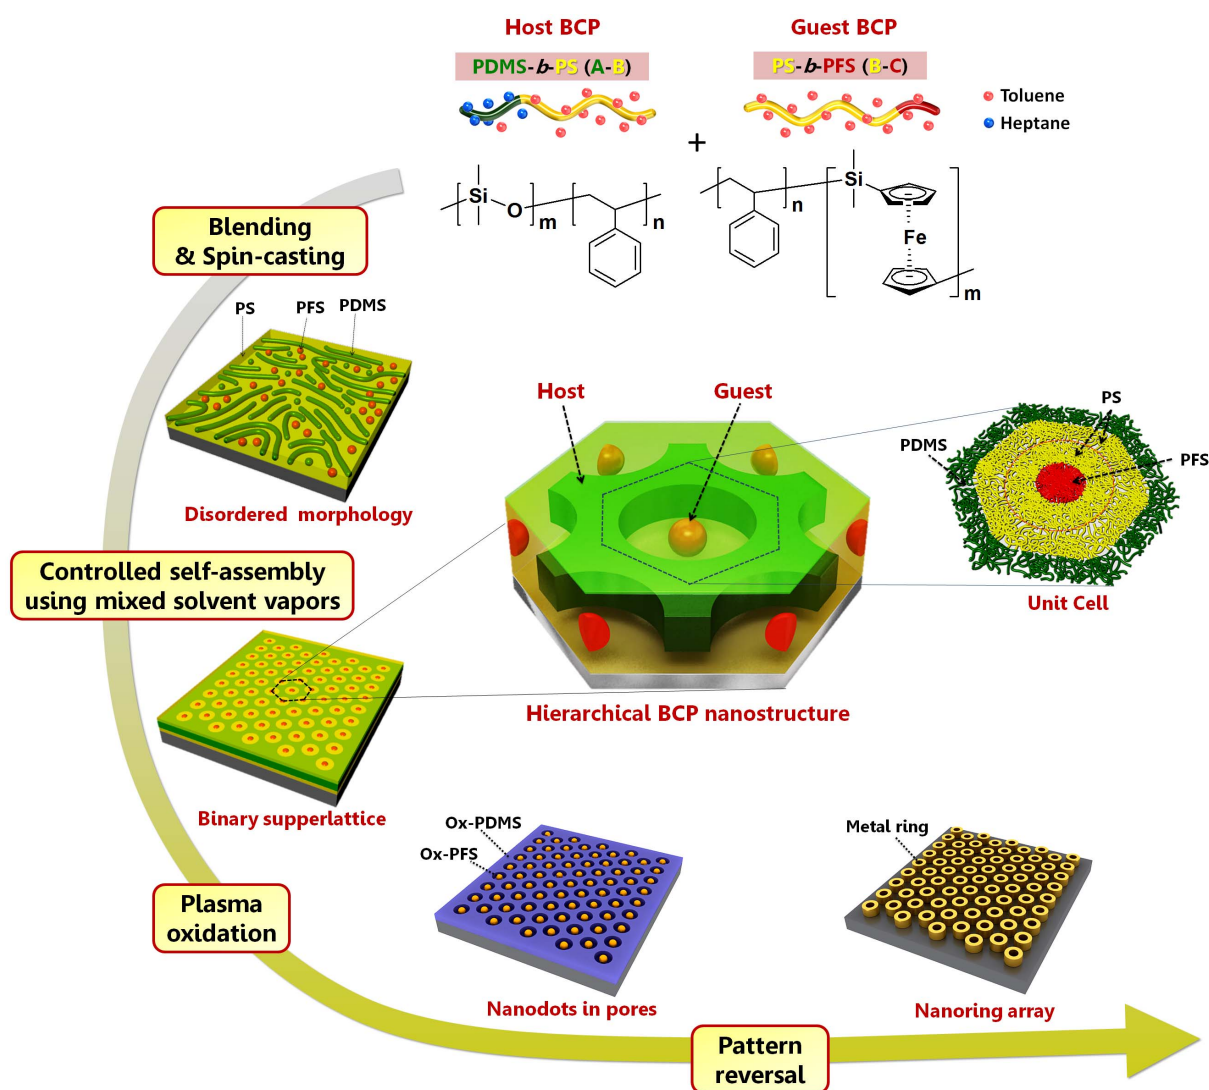 Host BCP
Guest BCP
PDMS-b-PS (A-B)
PS-b-PFS (B-C)
Toluene
Heptane
+
Si
O
m
n
n
Si
Fe
m
Blending
& Spin-casting
PS
PFS
PDMS
Disordered morphology
Host
Guest
PS
PDMS
PFS
Unit Cell
Controlled self-assembly
using mixed solvent vapors
Hierarchical BCP nanostructure
Binary supperlattice
Ox-PDMS
Ox-PFS
Metal ring
Plasma
oxidation
Nanodots in pores
Nanoring array
Pattern
reversal